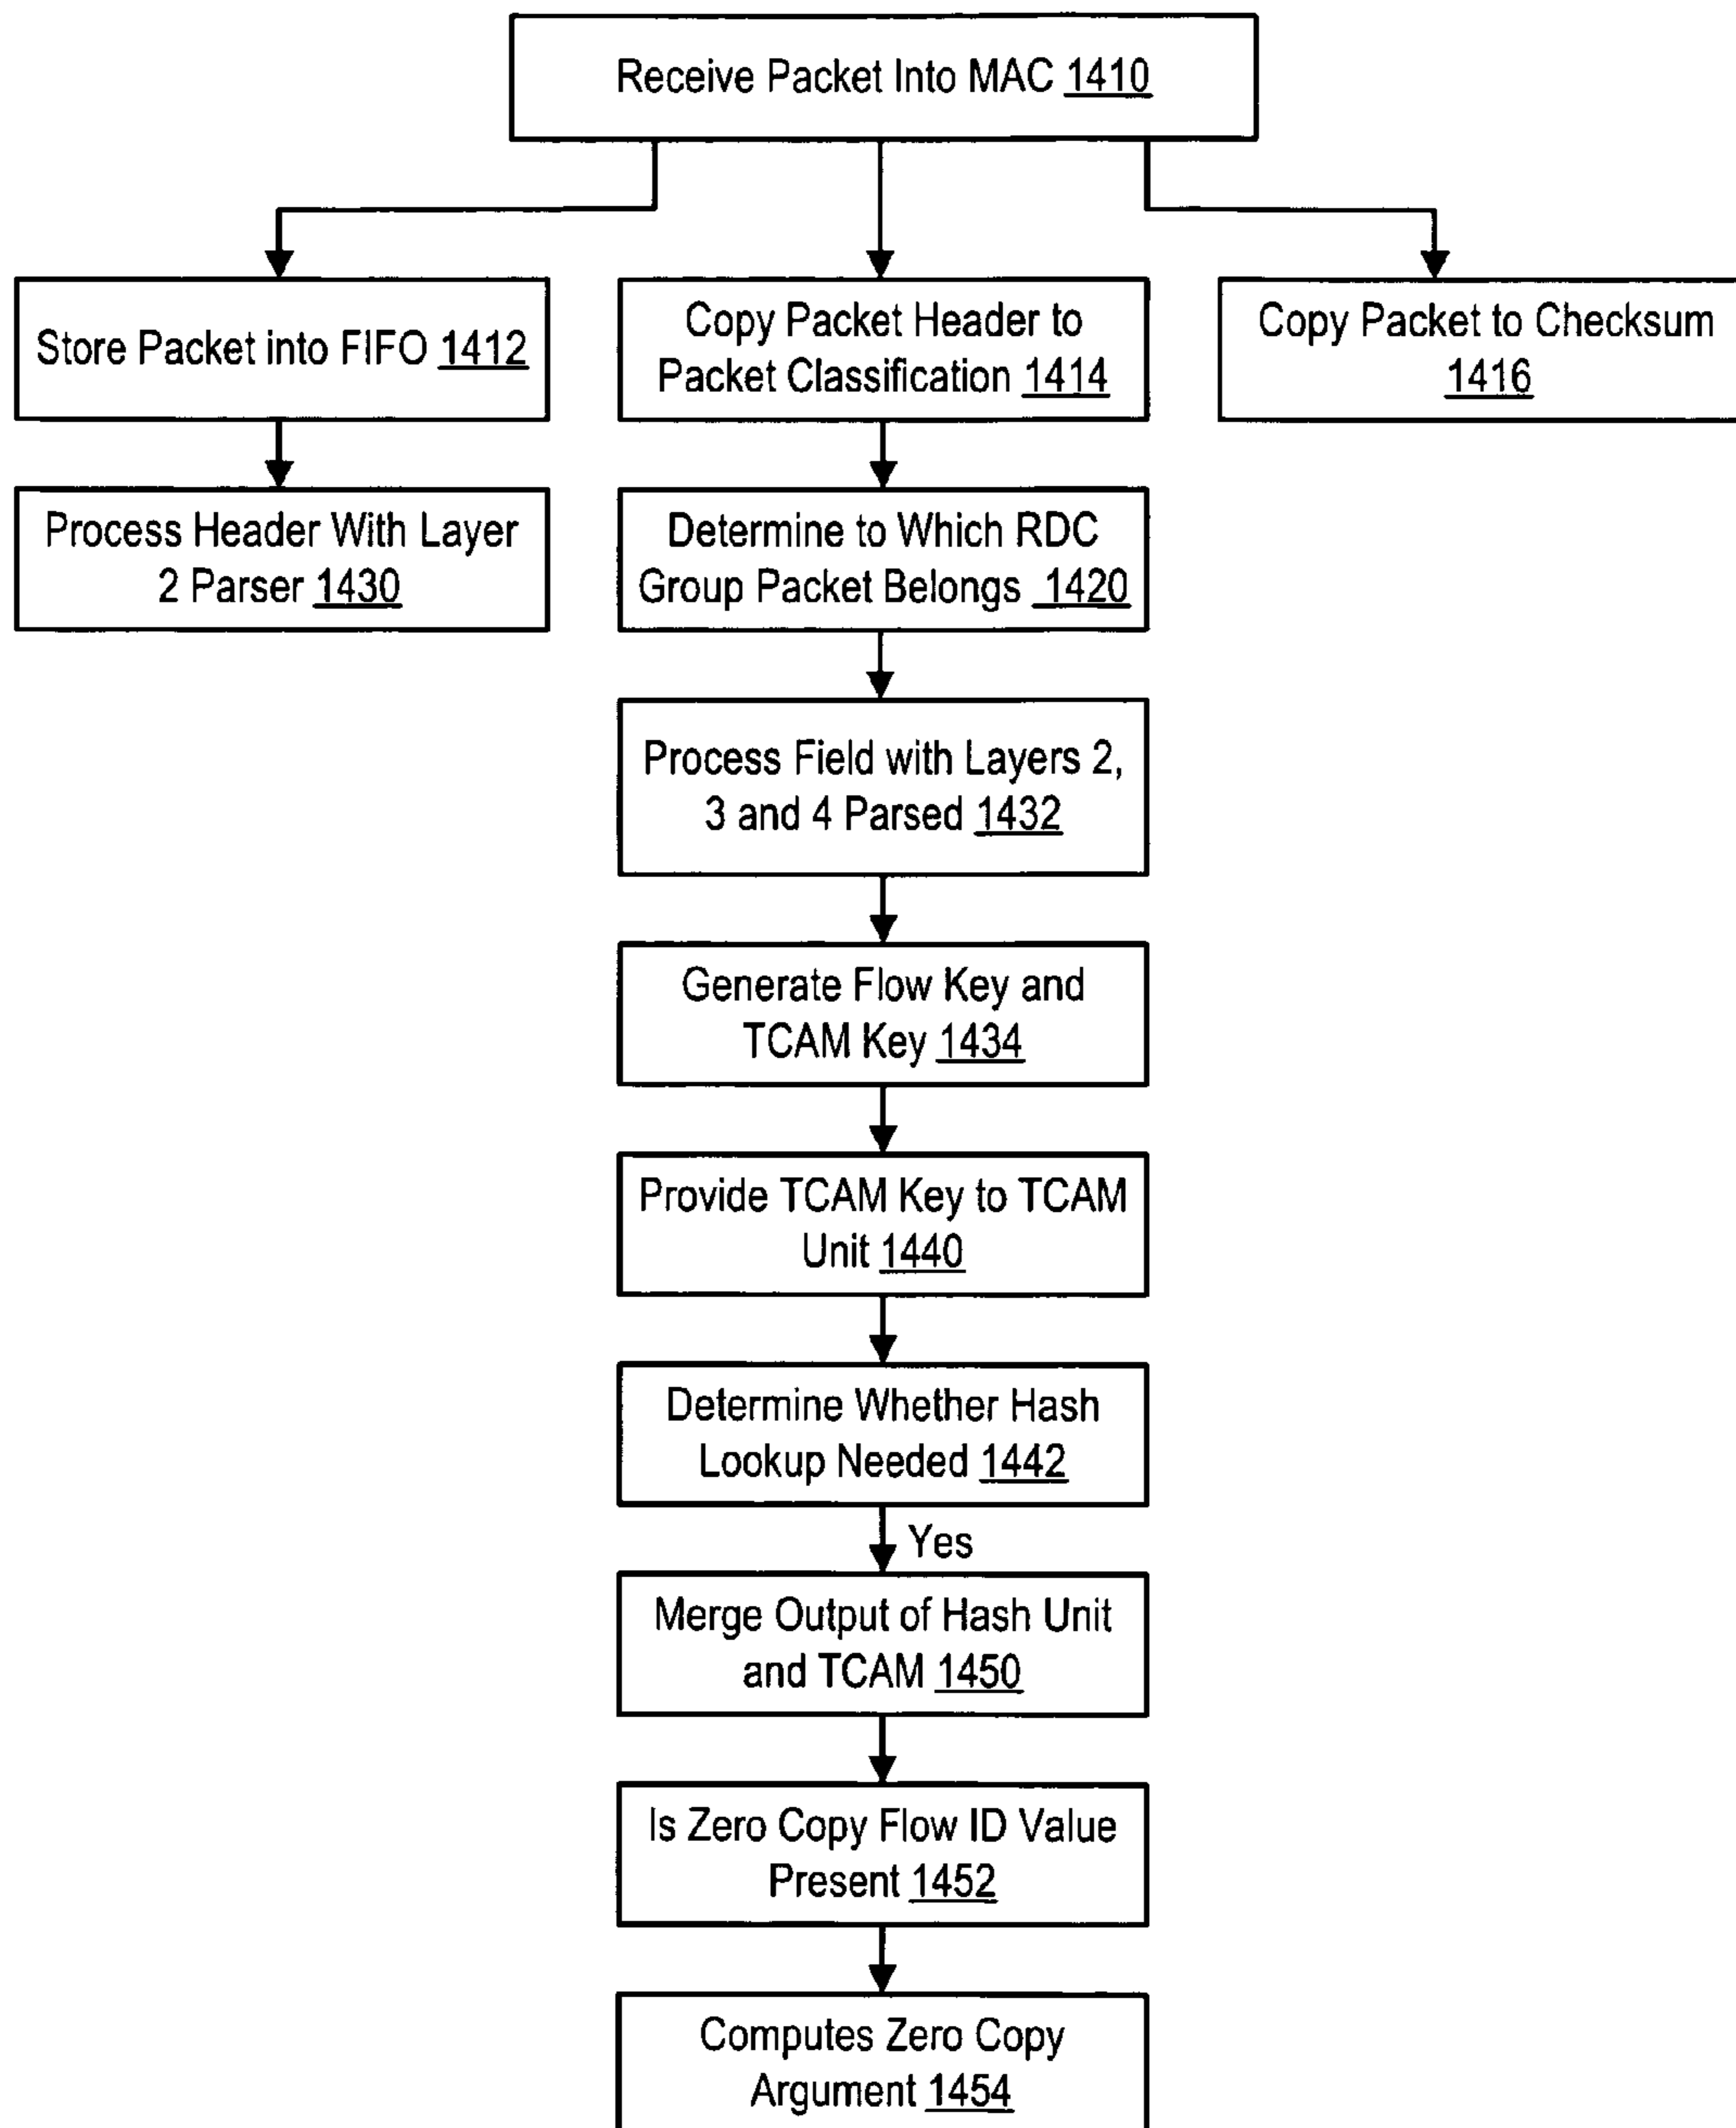 Receive Packet Into MAC 1410
Store Packet into FIFO 1412
Copy Packet Header to
Packet Classification 1414
Copy Packet to Checksum
1416
Process Header With Layer
2 Parser 1430
Determine to Which RDC
Group Packet Belongs 1420
Process Field with Layers 2,
3 and 4 Parsed 1432
Generate Flow Key and
TCAM Key 1434
Provide TCAM Key to TCAM
Unit 1440
Determine Whether Hash
Lookup Needed 1442
Yes
Merge Output of Hash Unit
and TCAM 1450
Is Zero Copy Flow ID Value
Present 1452
Computes Zero Copy
Argument 1454